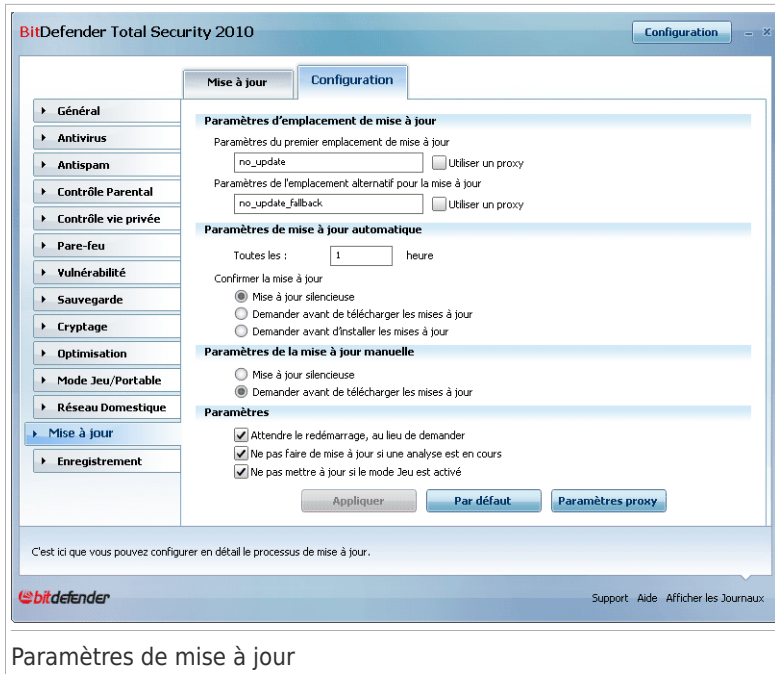 BitDefender Total Security 2010
Configuration
Mise à jour
Configuration
Général
Antivirus
Antispam
Contrôle Parental
Contrôle vie privée
Pare-feu
Vulnérabilité
Sauvegarde
Cryptage
Optimisation
Mode Jeu/Portable
Réseau Domestique
Mise à jour
Enregistrement
Paramètres d'emplacement de mise à jour
Paramètres du premier emplacement de mise à jour
no_update
Utiliser un proxy
Paramètres de l'emplacement alternatif pour la mise à jour
no_update_fallback
Utiliser un proxy
Paramètres de mise à jour automatique
Toutes les : 1 heure
Confirmer la mise à jour
Mise à jour silencieuse
Demander avant de télécharger les mises à jour
Demander avant d'installer les mises à jour
Paramètres de la mise à jour manuelle
Mise à jour silencieuse
Demander avant de télécharger les mises à jour
Paramètres
Attendre le redémarrage, au lieu de demander
Ne pas faire de mise à jour si une analyse est en cours
Ne pas mettre à jour si le mode Jeu est activé
Appliquer
Par défaut
Paramètres proxy
C'est ici que vous pouvez configurer en détail le processus de mise à jour.
bitdefender
Support Aide Afficher les Journaux
Paramètres de mise à jour